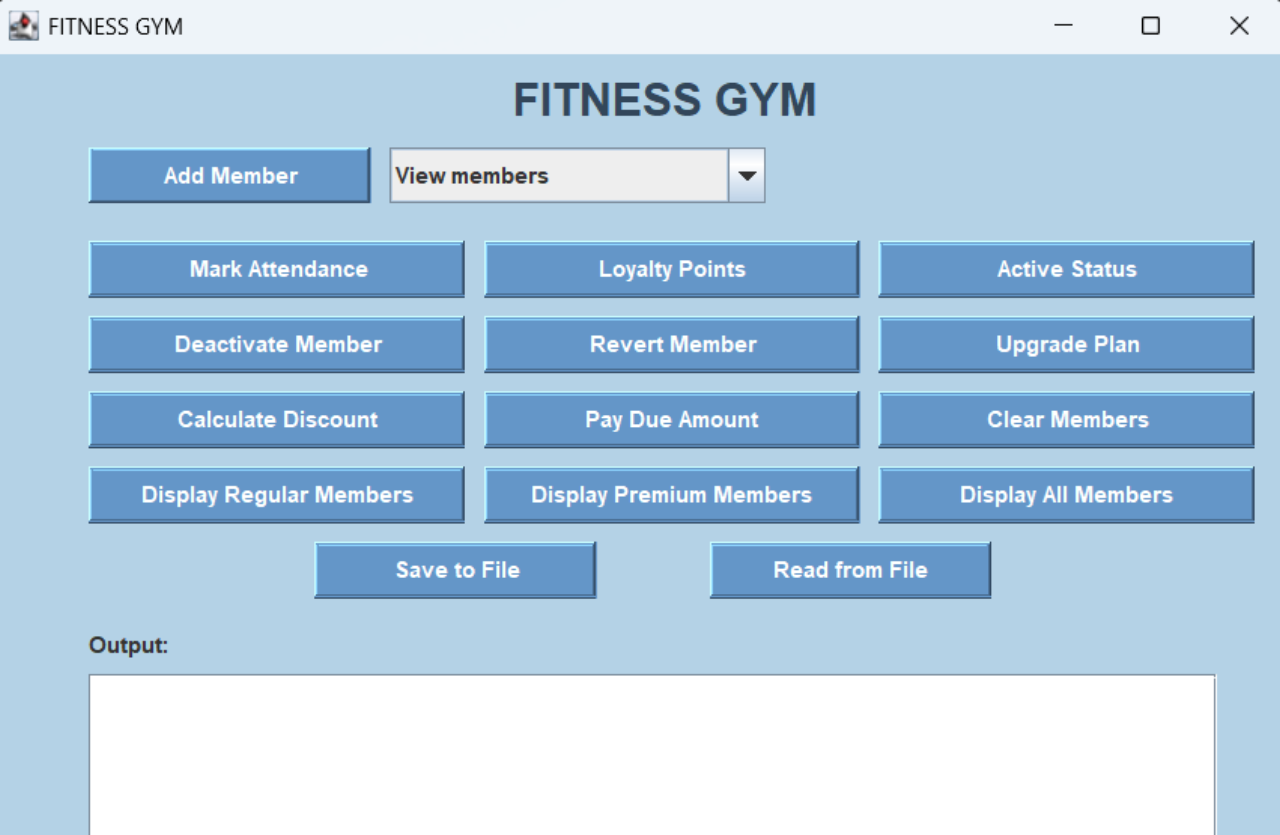 FITNESS GYM
FITNESS GYM
Add Member View members
Mark Attendance Loyalty Points Active Status
Deactivate Member Revert Member Upgrade Plan
Calculate Discount Pay Due Amount Clear Members
Display Regular Members Display Premium Members Display All Members
Save to File Read from File
Output: